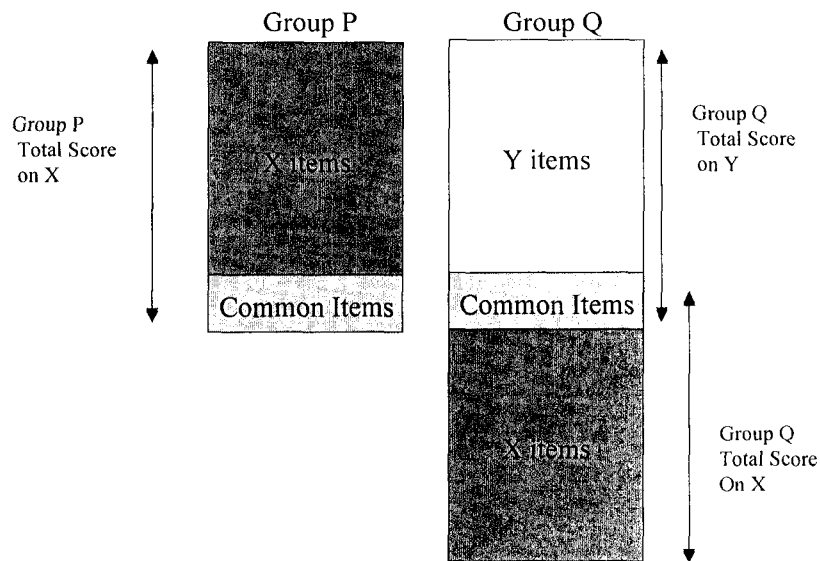 Group P
Group Q
Group P
Total Score
on X
X items
Y items
Group Q
Total Score
on Y
Common Items
Common Items
X items
Group Q
Total Score
On X